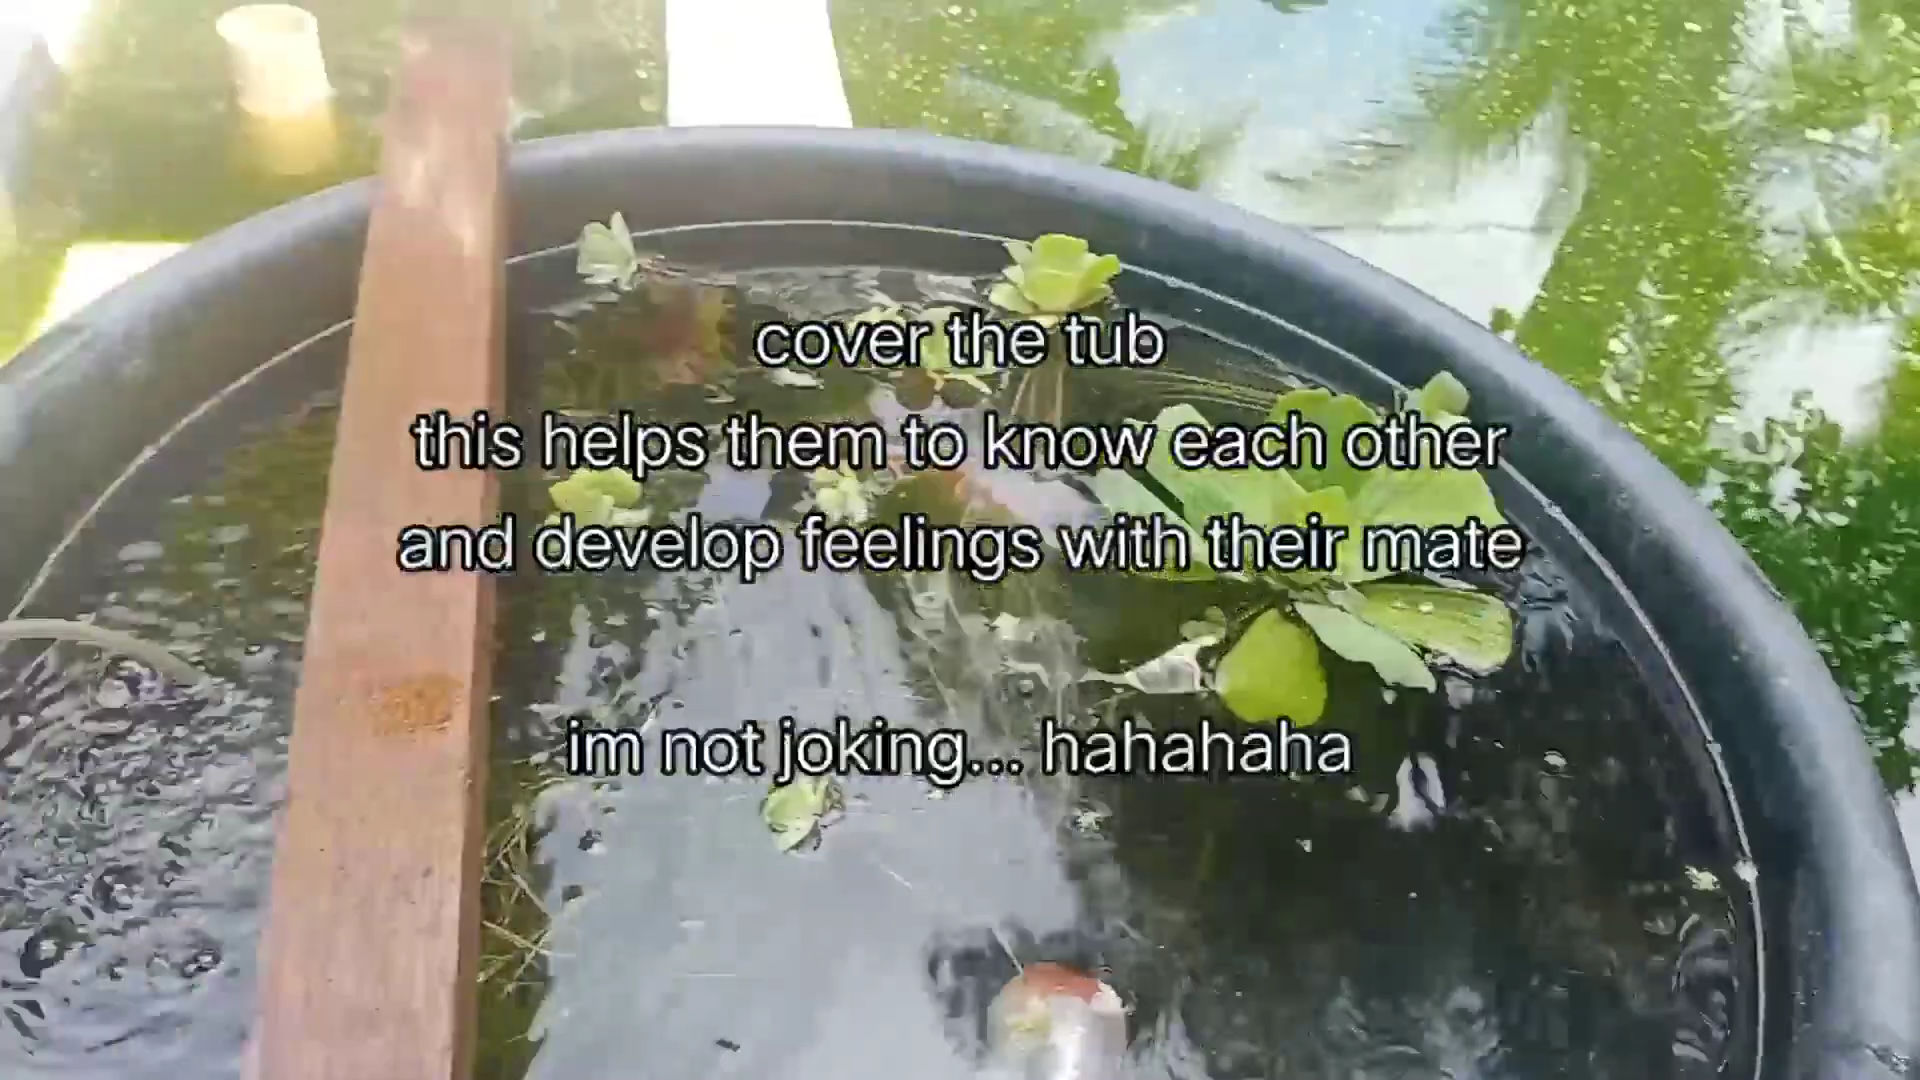 cover the tub
this helps them to know each other
and develop feelings with their mate
im not joking... hahahaha